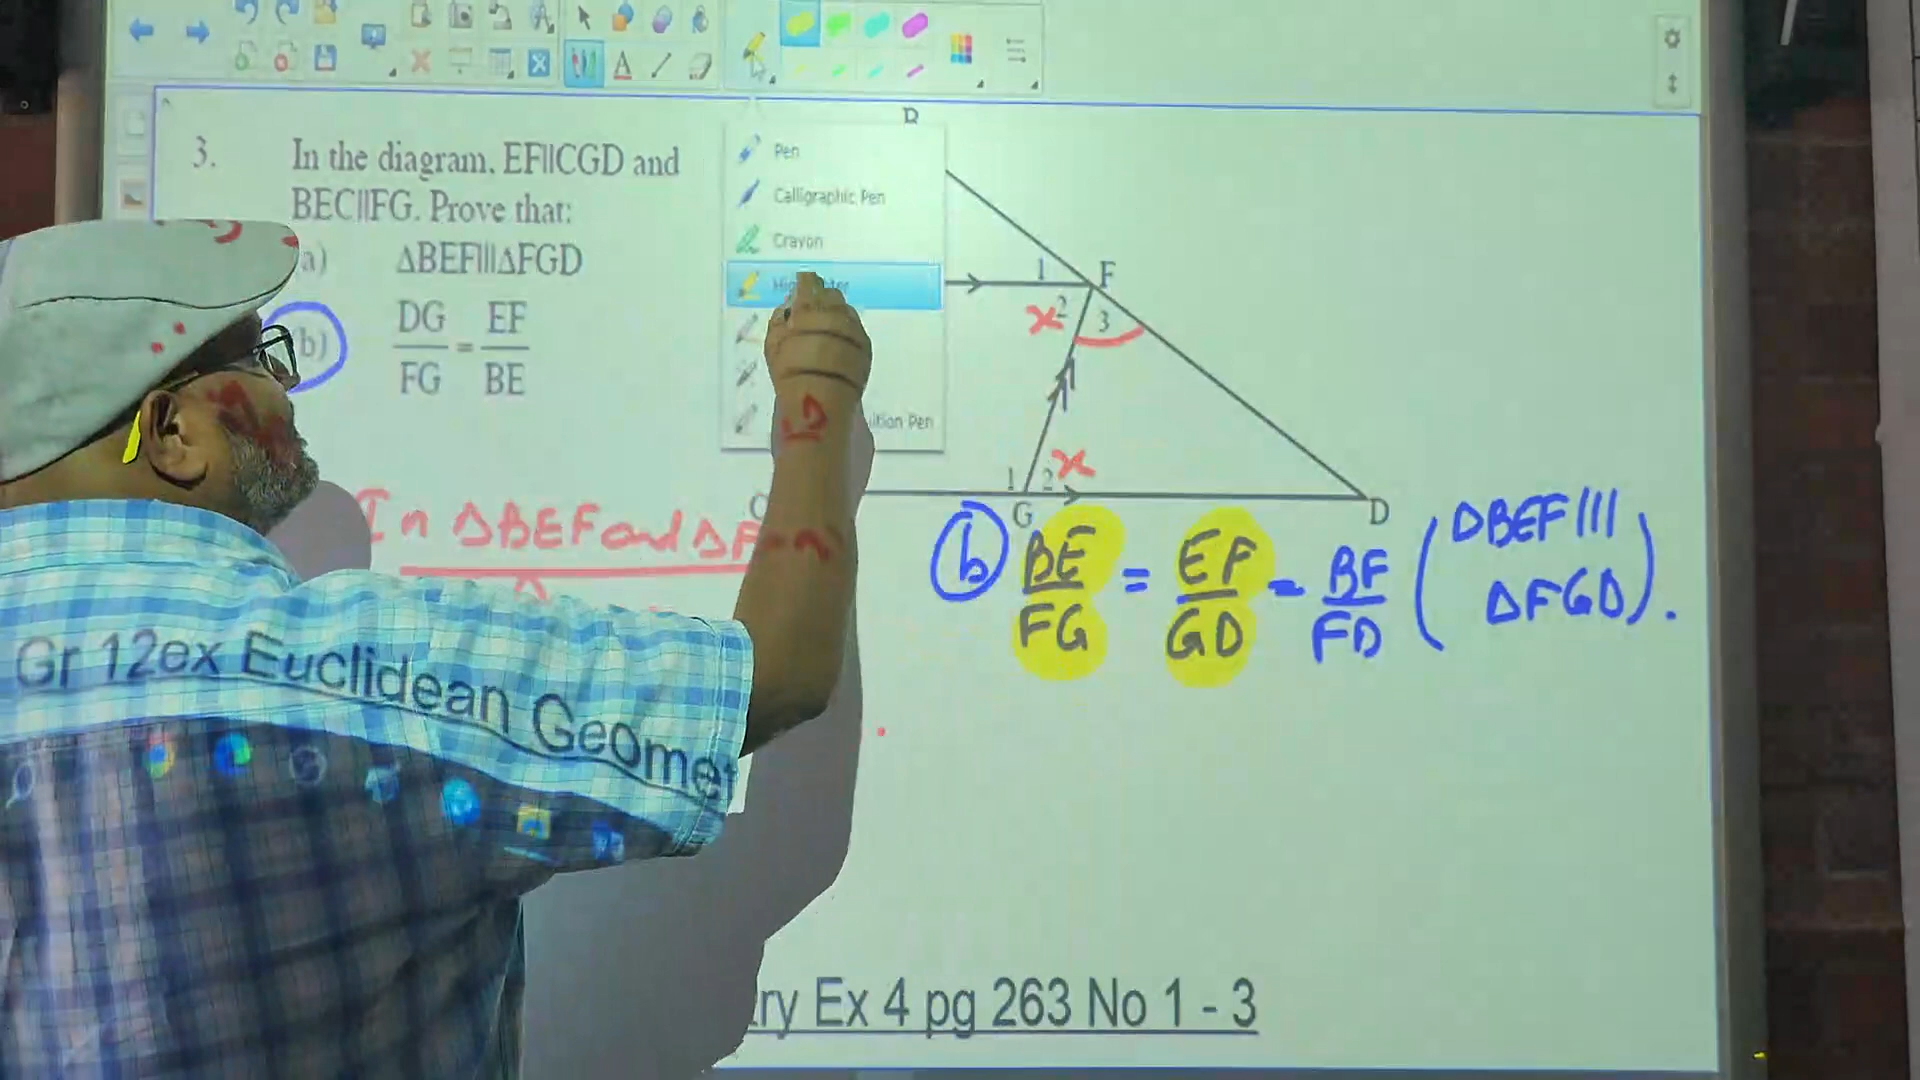 3. In the diagram, EF||CGD and
BEC||FG. Prove that:
a) ΔBEF|||ΔFGD
(b) DG/FG = EF/BE
Pen
Calligraphic Pen
Crayon
Pen
B
1
F
2
3
x
x
1
2
G
D
In ΔBEF and Δ
(b) BE/FG = EF/GD = BF/FD (ΔBEF||| ΔFGD).
Gr 12ex Euclidean Geomet
ry Ex 4 pg 263 No 1 - 3